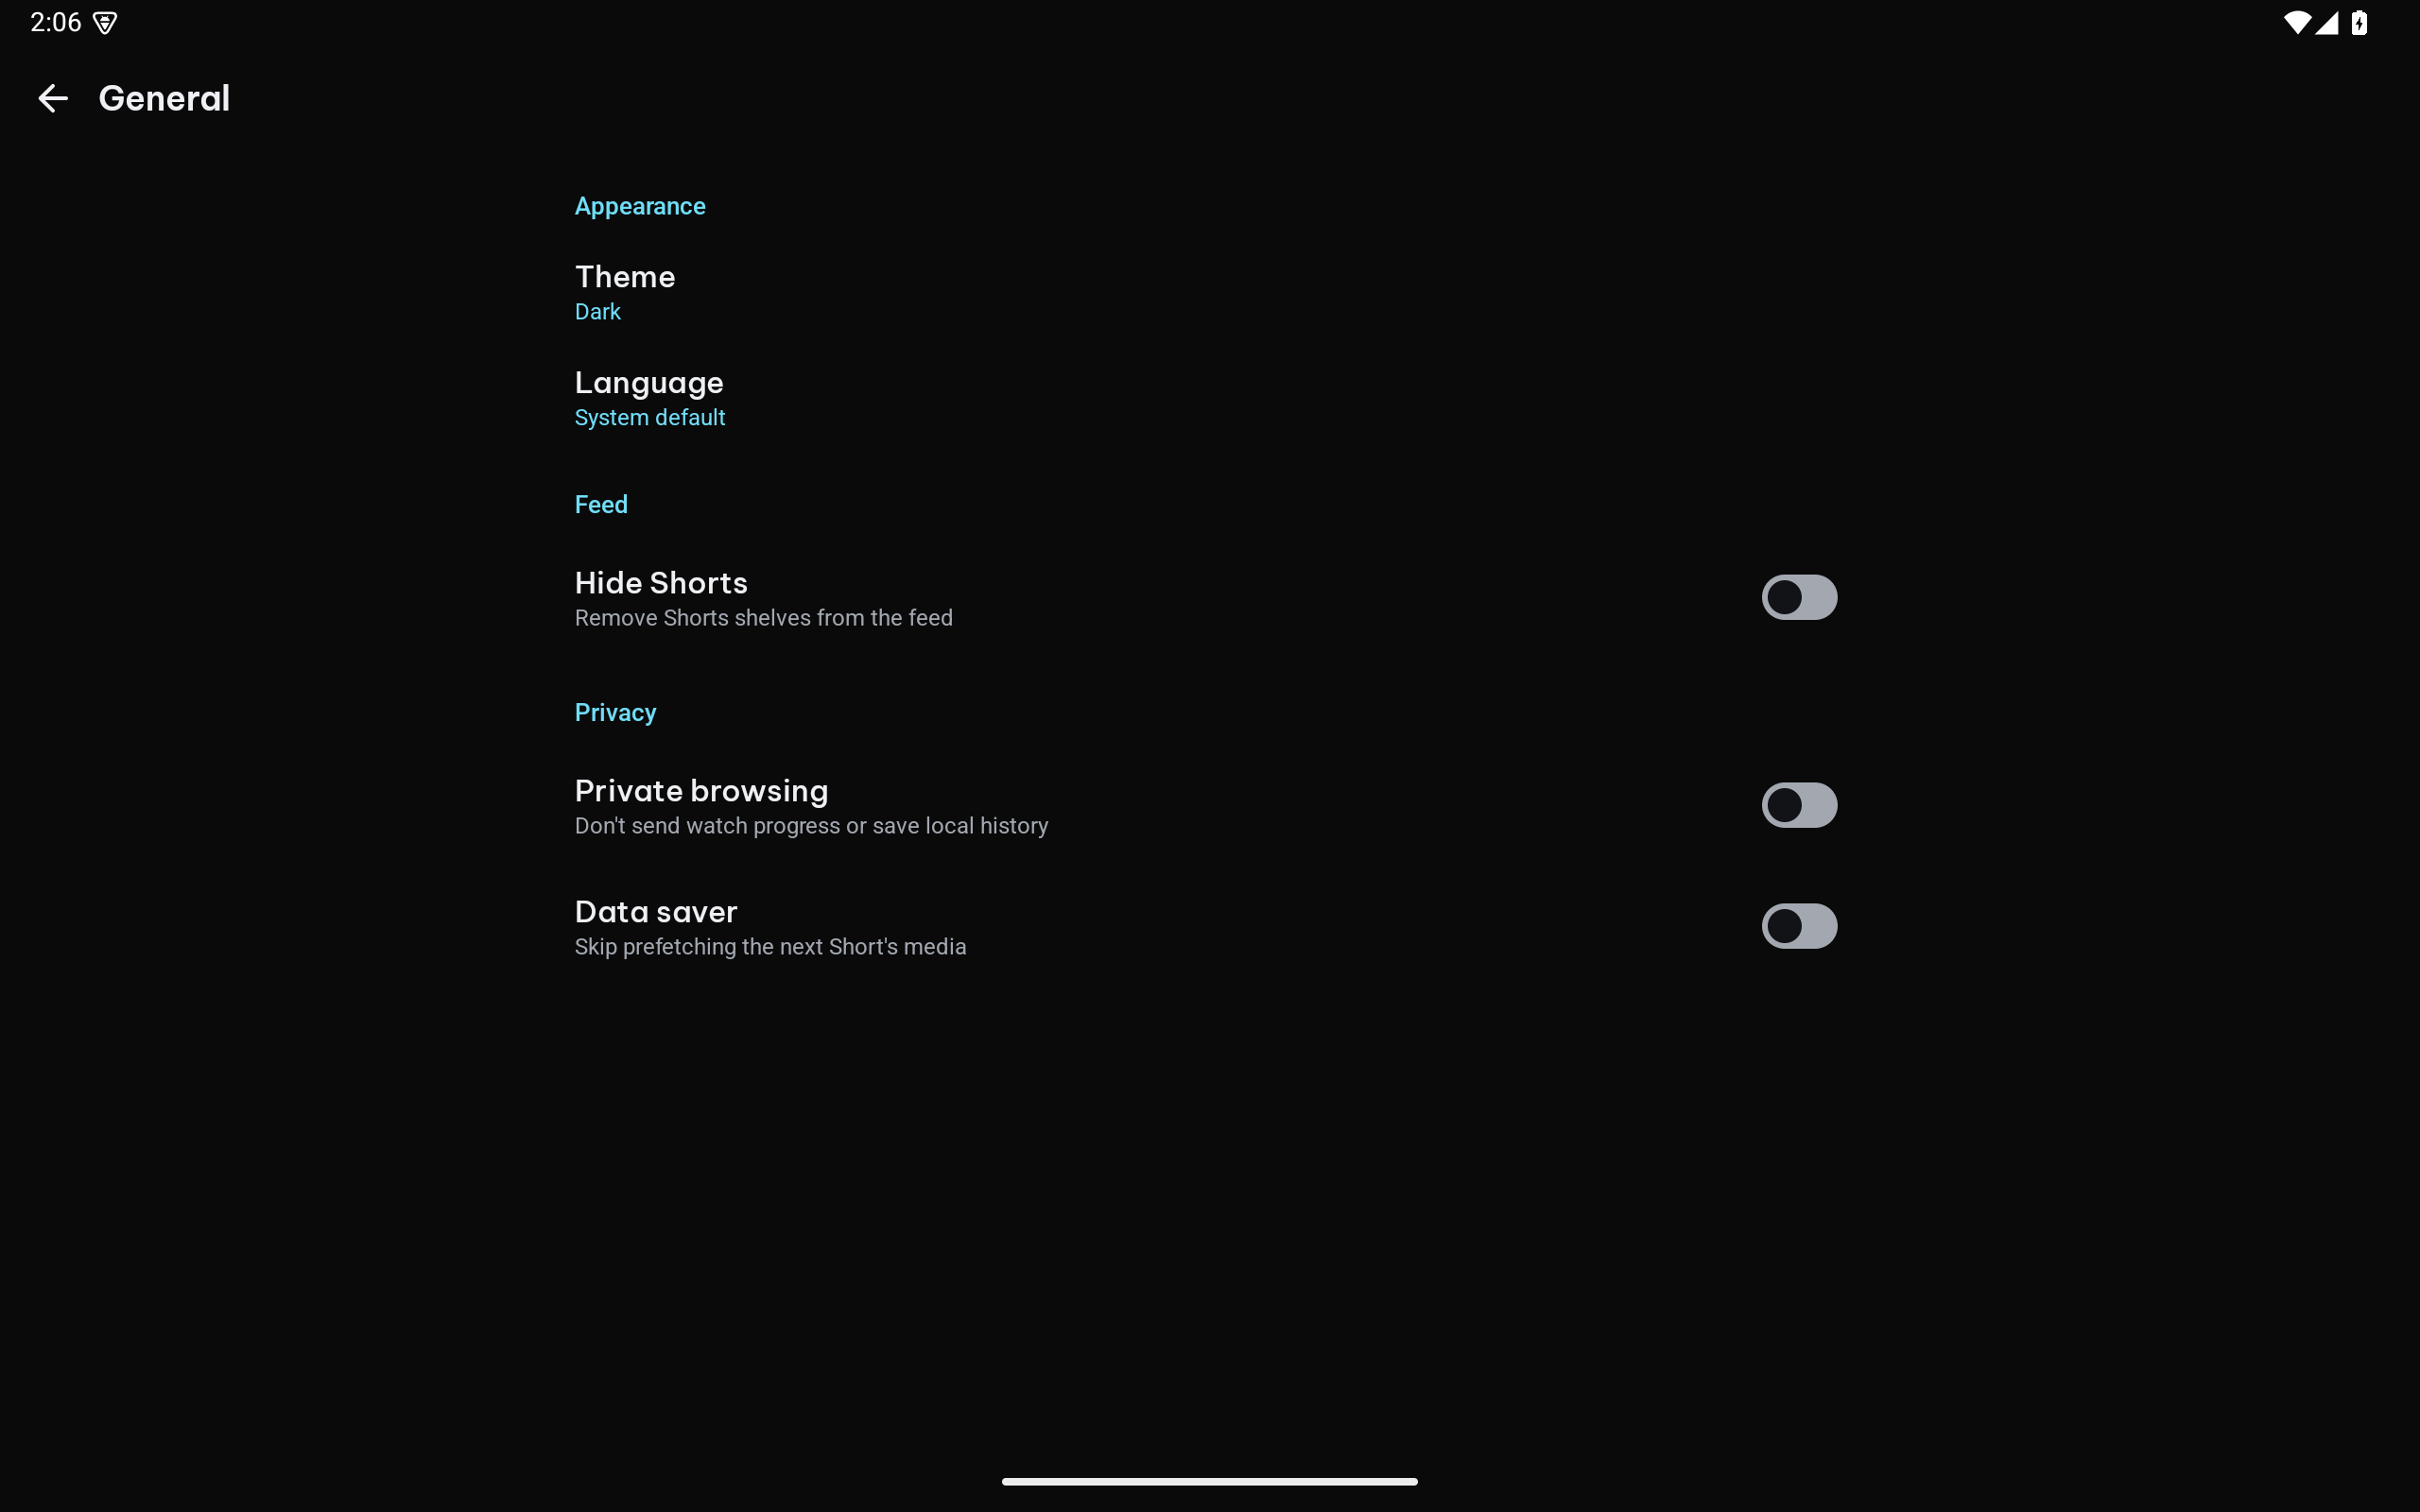 2:06
General
Appearance
Theme
Dark
Language
System default
Feed
Hide Shorts
Remove Shorts shelves from the feed
Privacy
Private browsing
Don't send watch progress or save local history
Data saver
Skip prefetching the next Short's media